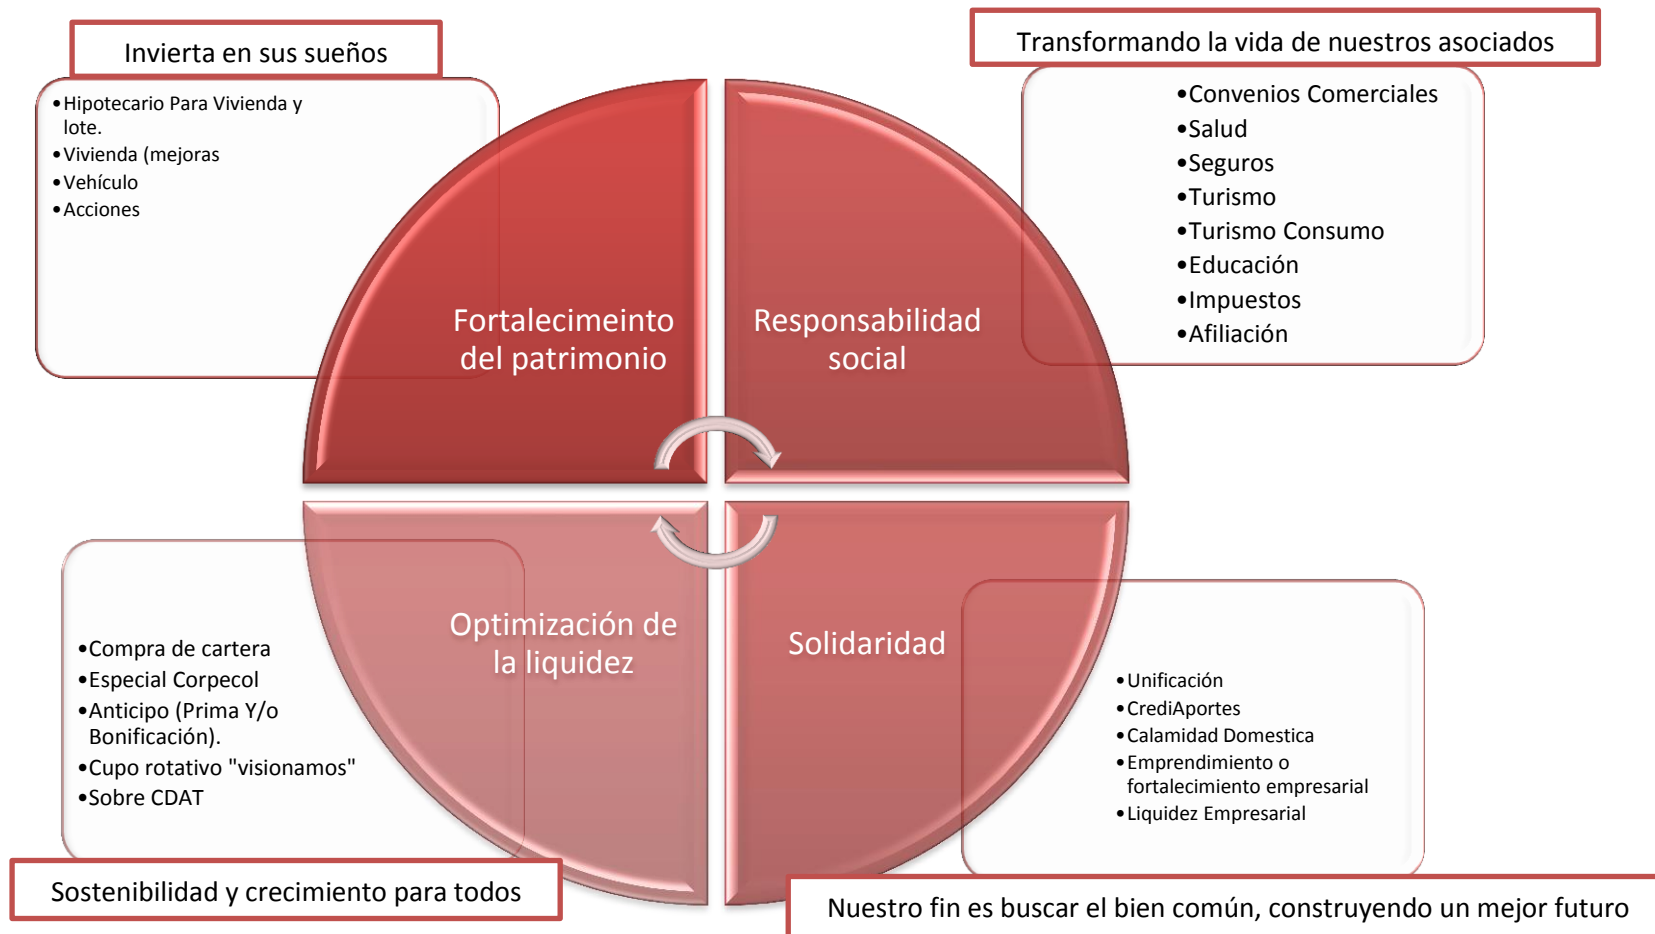 Invierta en sus sueños
•Hipotecario Para Vivienda y
lote.
•Vivienda (mejoras
•Vehículo
•Acciones
Transformando la vida de nuestros asociados
•Convenios Comerciales
•Salud
•Seguros
•Turismo
•Turismo Consumo
•Educación
•Impuestos
•Afiliación
Fortalecimeinto
del patrimonio
Responsabilidad
social
Optimización de
la liquidez
Solidaridad
•Compra de cartera
•Especial Corpecol
•Anticipo (Prima Y/o
Bonificación).
•Cupo rotativo "visionamos"
•Sobre CDAT
Sostenibilidad y crecimiento para todos
•Unificación
•CrediAportes
•Calamidad Domestica
•Emprendimiento o
fortalecimiento empresarial
•Liquidez Empresarial
Nuestro fin es buscar el bien común, construyendo un mejor futuro